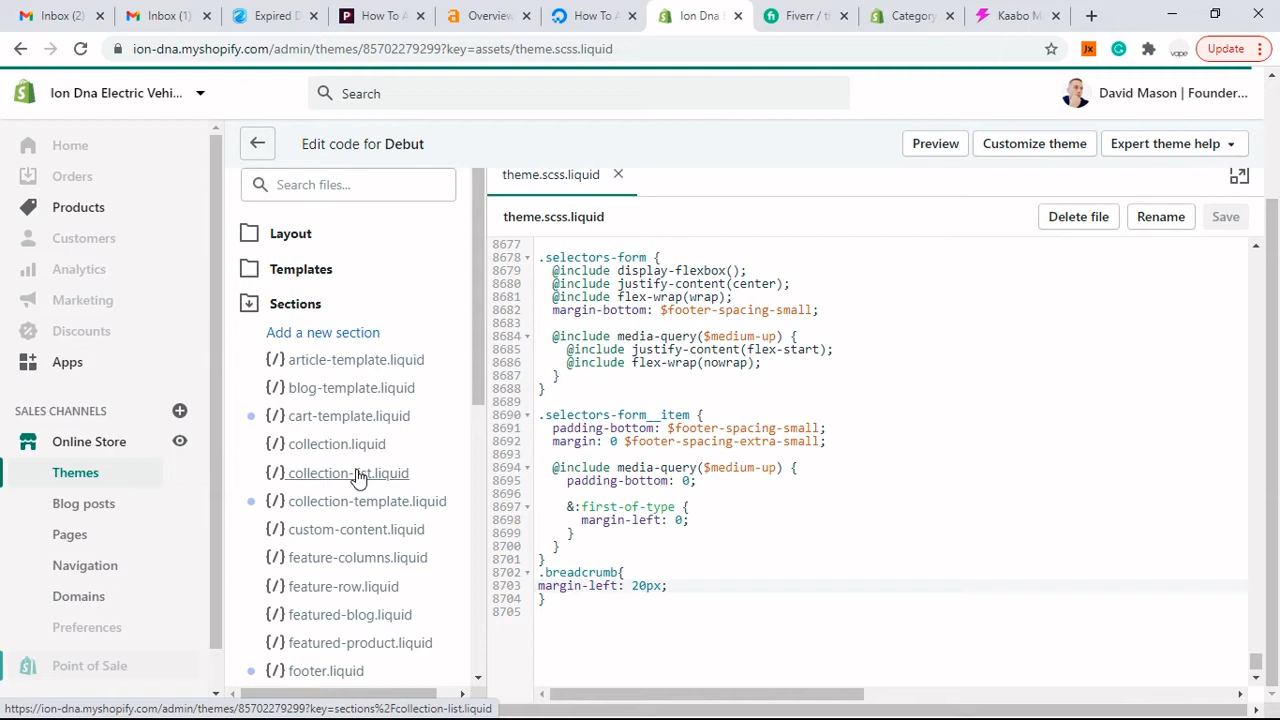 Inbox (2)
Inbox (1)
Expired D
How To A
Overview
How To A
Ion Dna E
Fiverr / th
Category
Kaabo M
ion-dna.myshopify.com/admin/themes/85702279299?key=assets/theme.scss.liquid
Jx
vape
Update
Ion Dna Electric Vehi...
Search
David Mason | Founder...
Home
Orders
Products
Customers
Analytics
Marketing
Discounts
Apps
SALES CHANNELS
Online Store
Themes
Blog posts
Pages
Navigation
Domains
Preferences
Point of Sale
Edit code for Debut
Preview
Customize theme
Expert theme help
Search files...
Layout
Templates
Sections
Add a new section
{/} article-template.liquid
{/} blog-template.liquid
{/} cart-template.liquid
{/} collection.liquid
{/} collection-list.liquid
{/} collection-template.liquid
{/} custom-content.liquid
{/} feature-columns.liquid
{/} feature-row.liquid
{/} featured-blog.liquid
{/} featured-product.liquid
{/} footer.liquid
theme.scss.liquid
theme.scss.liquid
Delete file
Rename
Save
8677
8678 .selectors-form {
8679 @include display-flexbox();
8680 @include justify-content(center);
8681 @include flex-wrap(wrap);
8682 margin-bottom: $footer-spacing-small;
8683
8684 @include media-query($medium-up) {
8685 @include justify-content(flex-start);
8686 @include flex-wrap(nowrap);
8687 }
8688 }
8689
8690 .selectors-form__item {
8691 padding-bottom: $footer-spacing-small;
8692 margin: 0 $footer-spacing-extra-small;
8693
8694 @include media-query($medium-up) {
8695 padding-bottom: 0;
8696
8697 &:first-of-type {
8698 margin-left: 0;
8699 }
8700 }
8701 }
8702 .breadcrumb{
8703 margin-left: 20px;
8704 }
8705
https://ion-dna.myshopify.com/admin/themes/85702279299?key=sections%2Fcollection-list.liquid